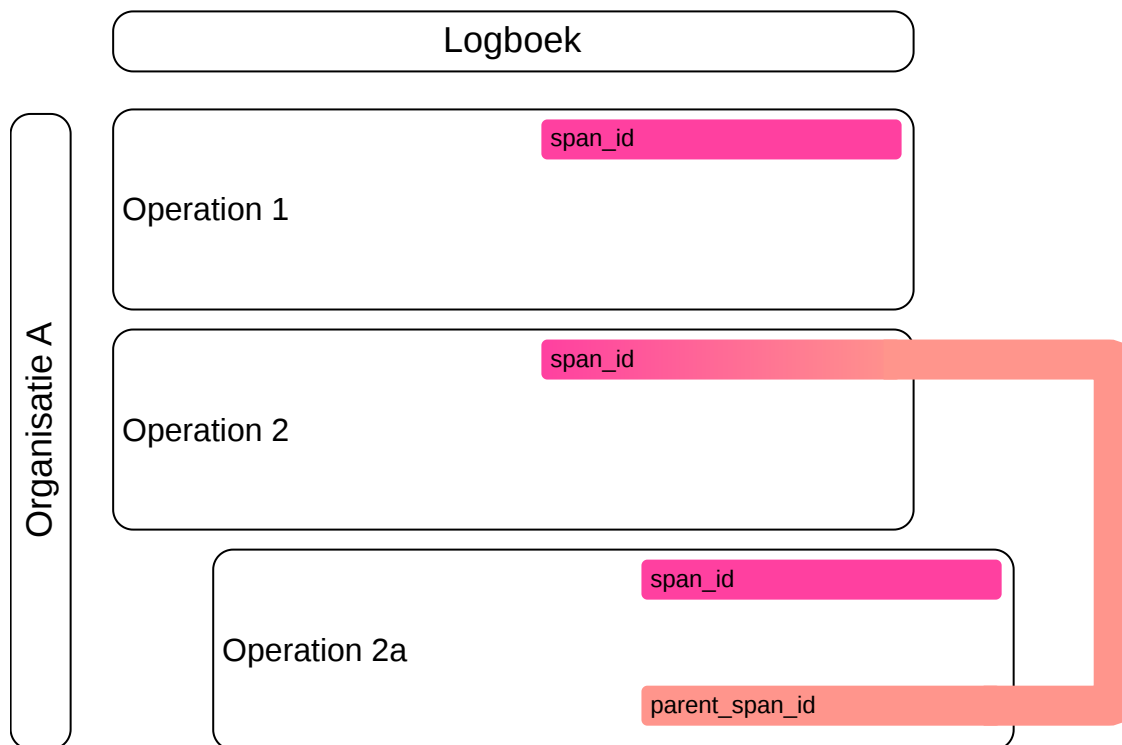 Logboek
Organisatie A
span_id
Operation 1
span_id
Operation 2
span_id
Operation 2a
parent_span_id